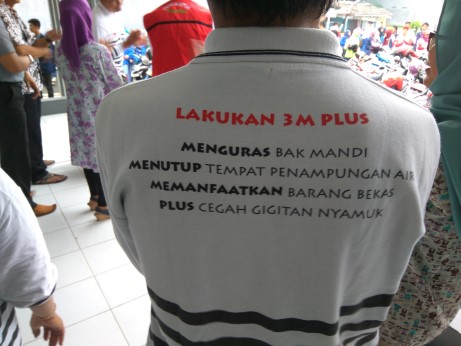 LAKUKAN 3M PLUS
MENGURAS BAK MANDI
MENUTUP TEMPAT PENAMPUNGAN AIR
MEMANFAATKAN BARANG BEKAS
PLUS CEGAH GIGITAN NYAMUK